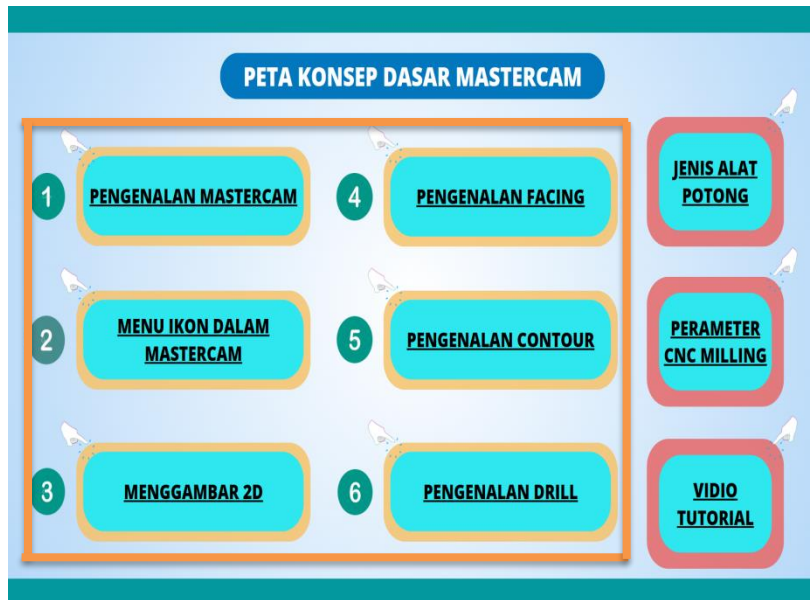 PETA KONSEP DASAR MASTERCAM
1
PENGENALAN MASTERCAM
2
MENU IKON DALAM
MASTERCAM
3
MENGGAMBAR 2D
4
PENGENALAN FACING
5
PENGENALAN CONTOUR
6
PENGENALAN DRILL
JENIS ALAT
POTONG
PERAMETER
CNC MILLING
VIDIO
TUTORIAL